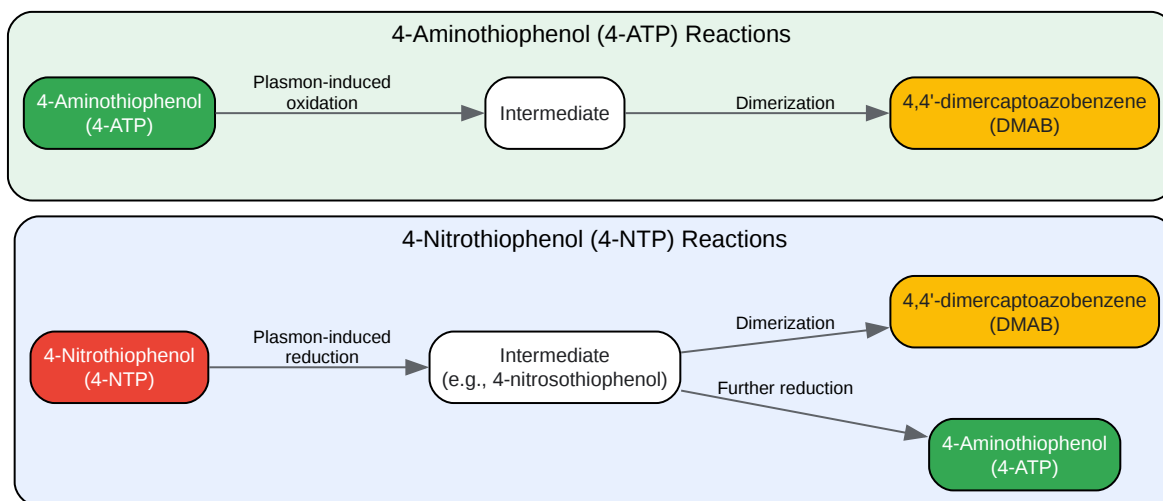 4-Aminothiophenol (4-ATP) Reactions
4-Aminothiophenol
(4-ATP)
Plasmon-induced
oxidation
Intermediate
Dimerization
4,4'-dimercaptoazobenzene
(DMAB)
4-Nitrothiophenol (4-NTP) Reactions
4-Nitrothiophenol
(4-NTP)
Plasmon-induced
reduction
Intermediate
(e.g., 4-nitrosothiophenol)
Dimerization
4,4'-dimercaptoazobenzene
(DMAB)
Further reduction
4-Aminothiophenol
(4-ATP)